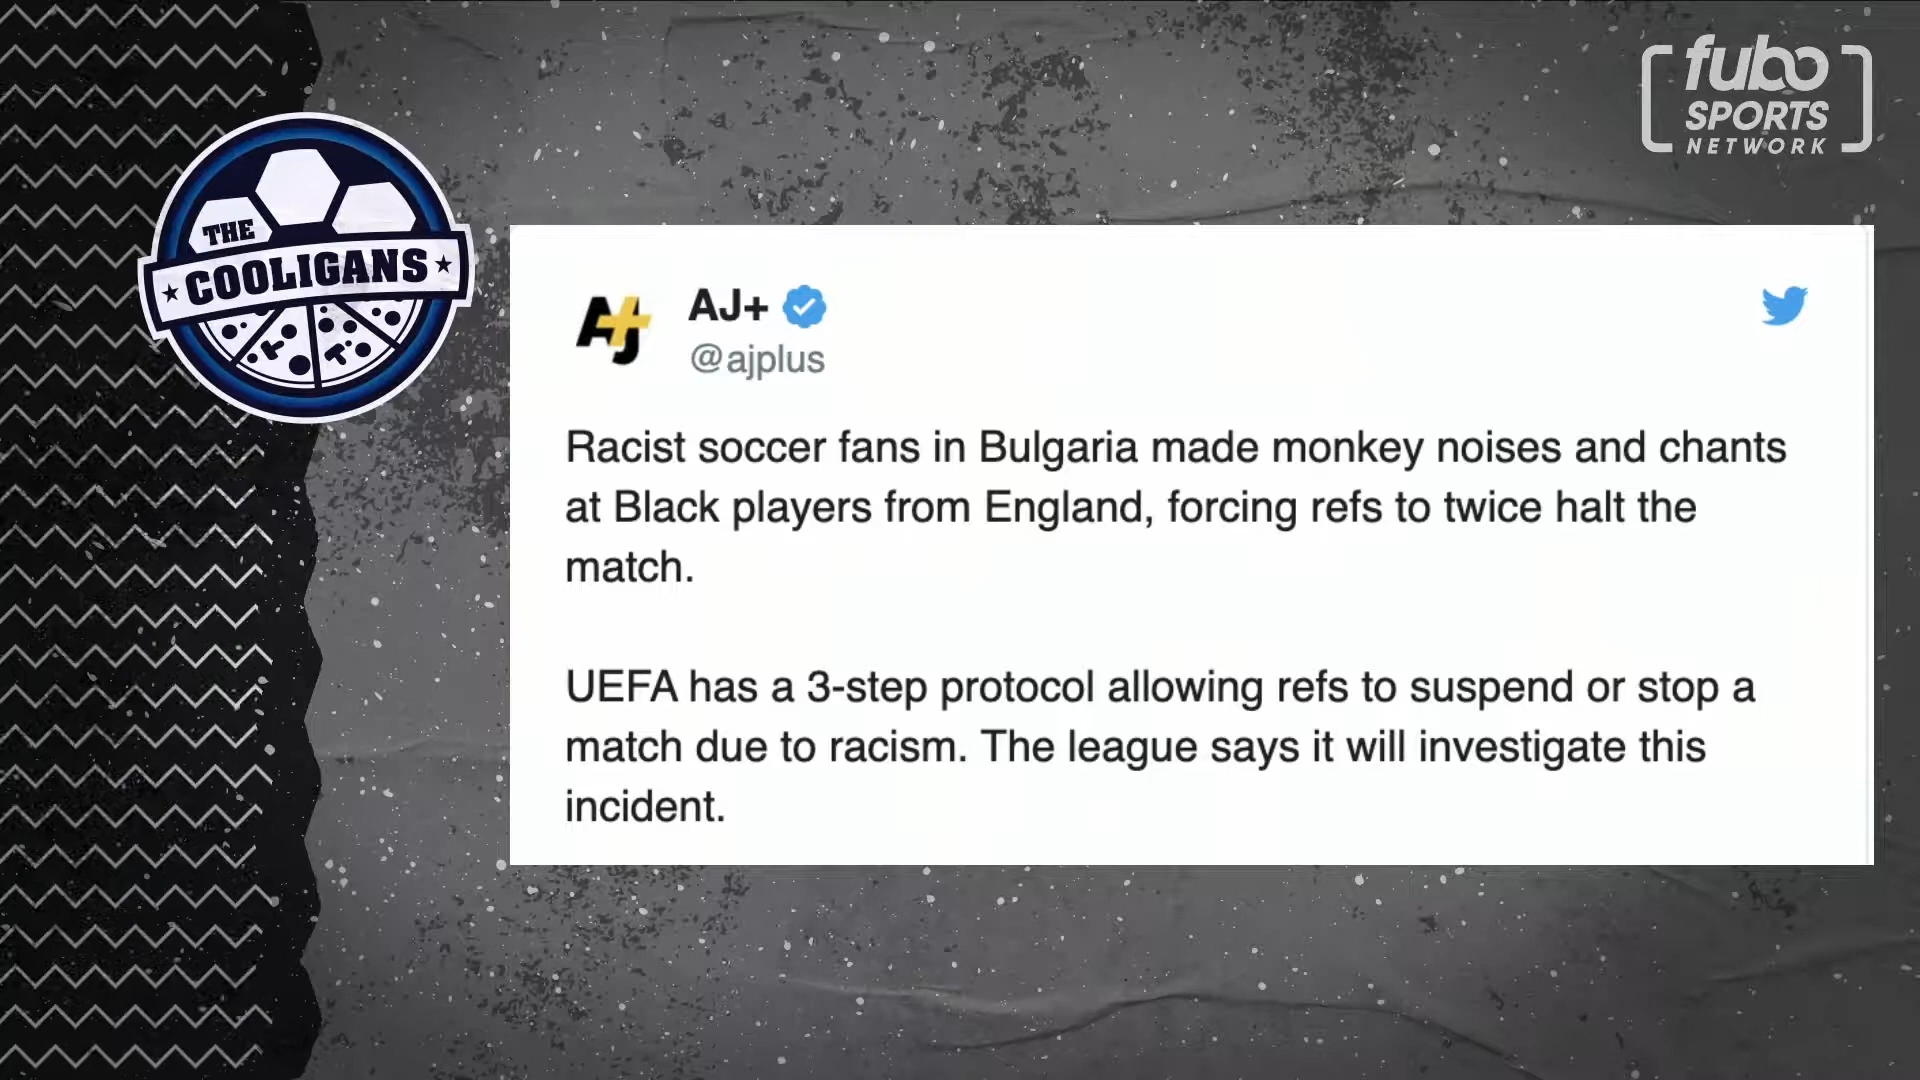 fubo
SPORTS
NETWORK
THE
COOLIGANS
AJ+
@ajplus
Racist soccer fans in Bulgaria made monkey noises and chants
at Black players from England, forcing refs to twice halt the
match.
UEFA has a 3-step protocol allowing refs to suspend or stop a
match due to racism. The league says it will investigate this
incident.